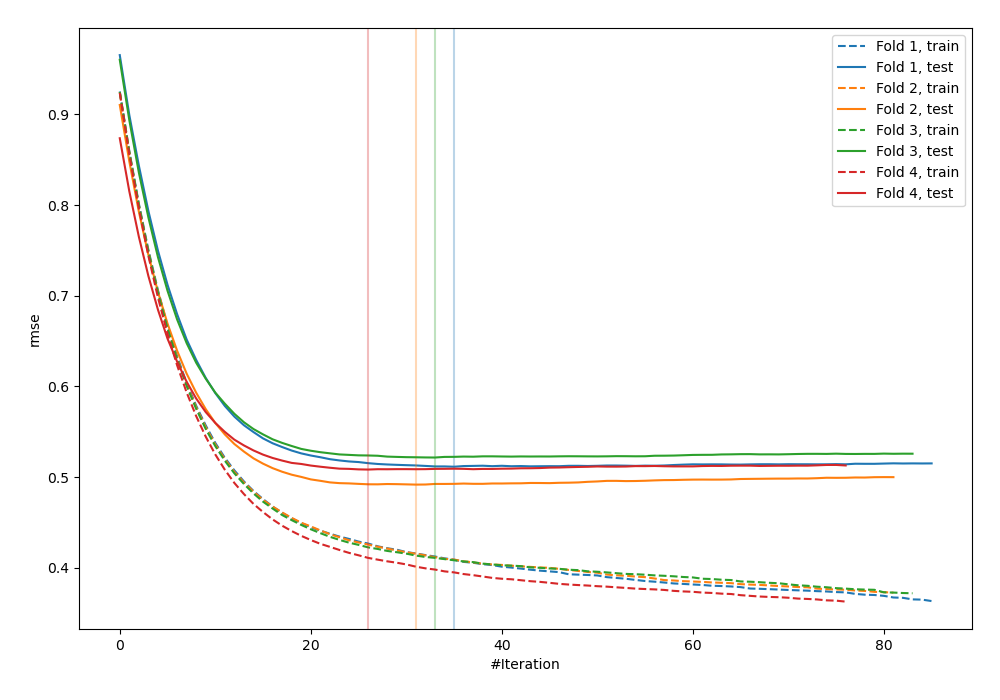 Fold 1, train
Fold 1, test
Fold 2, train
Fold 2, test
Fold 3, train
Fold 3, test
Fold 4, train
Fold 4, test
0.9
0.8
0.7
0.6
0.5
0.4
rmse
0 20 40 60 80
#Iteration